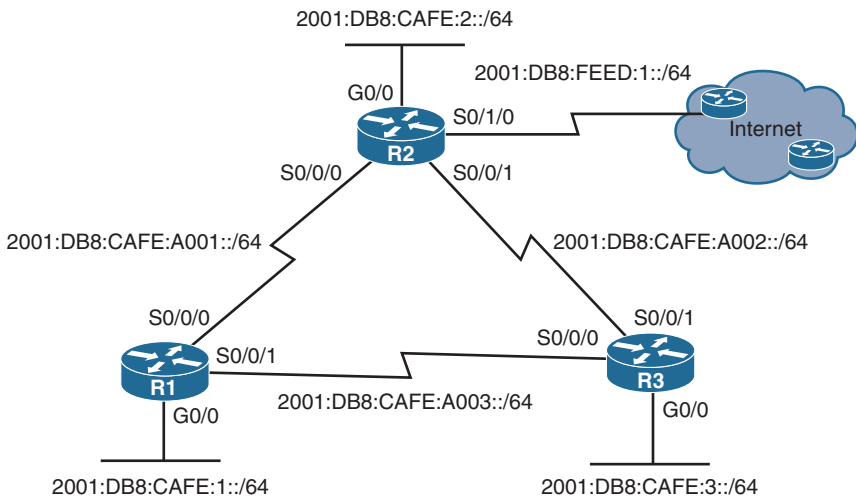 2001:DB8:CAFE:2::/64
2001:DB8:FEED:1::/64
G0/0
S0/1/0
Internet
R2
S0/0/0
S0/0/1
2001:DB8:CAFE:A001::/64
2001:DB8:CAFE:A002::/64
S0/0/0
S0/0/1
S0/0/1
S0/0/0
R1
R3
2001:DB8:CAFE:A003::/64
G0/0
G0/0
2001:DB8:CAFE:1::/64
2001:DB8:CAFE:3::/64